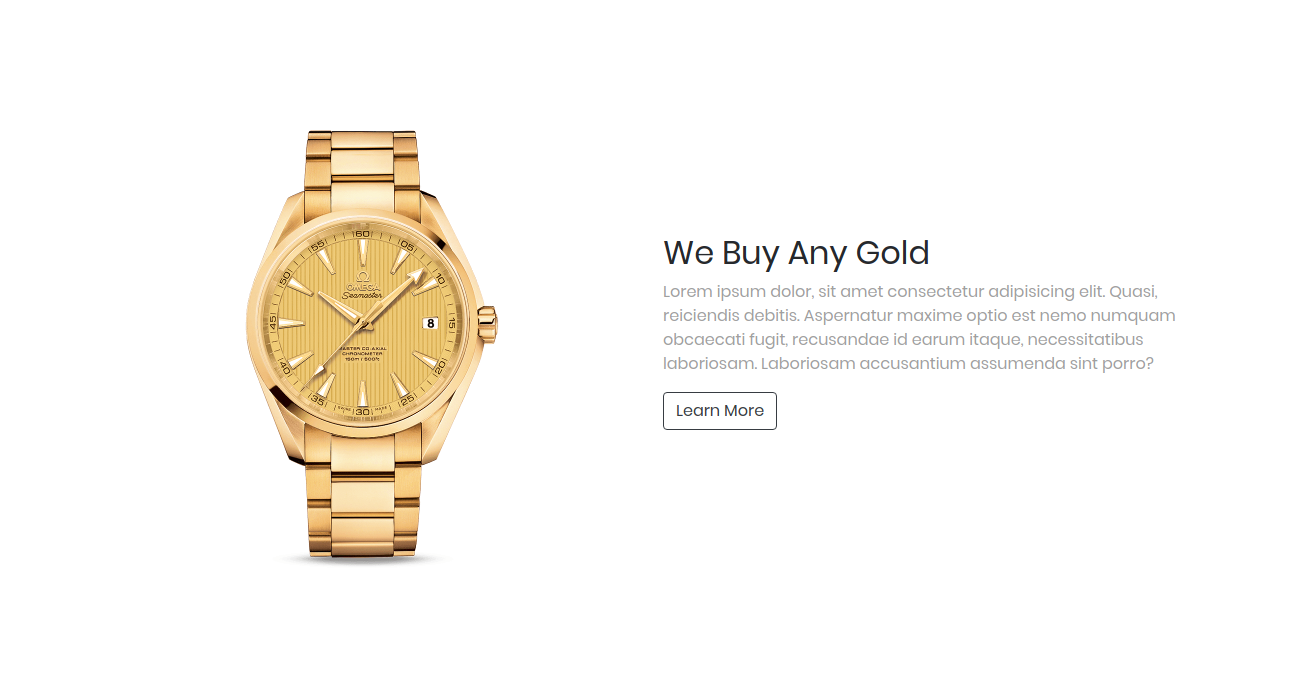 60
55
05
50
10
Ω
OMEGA
Seamaster
45
8
15
MASTER CO-AXIAL
CHRONOMETER
150m / 500ft
40
20
35
SWISS MADE
25
30
We Buy Any Gold
Lorem ipsum dolor, sit amet consectetur adipisicing elit. Quasi,
reiciendis debitis. Aspernatur maxime optio est nemo numquam
obcaecati fugit, recusandae id earum itaque, necessitatibus
laboriosam. Laboriosam accusantium assumenda sint porro?
Learn More